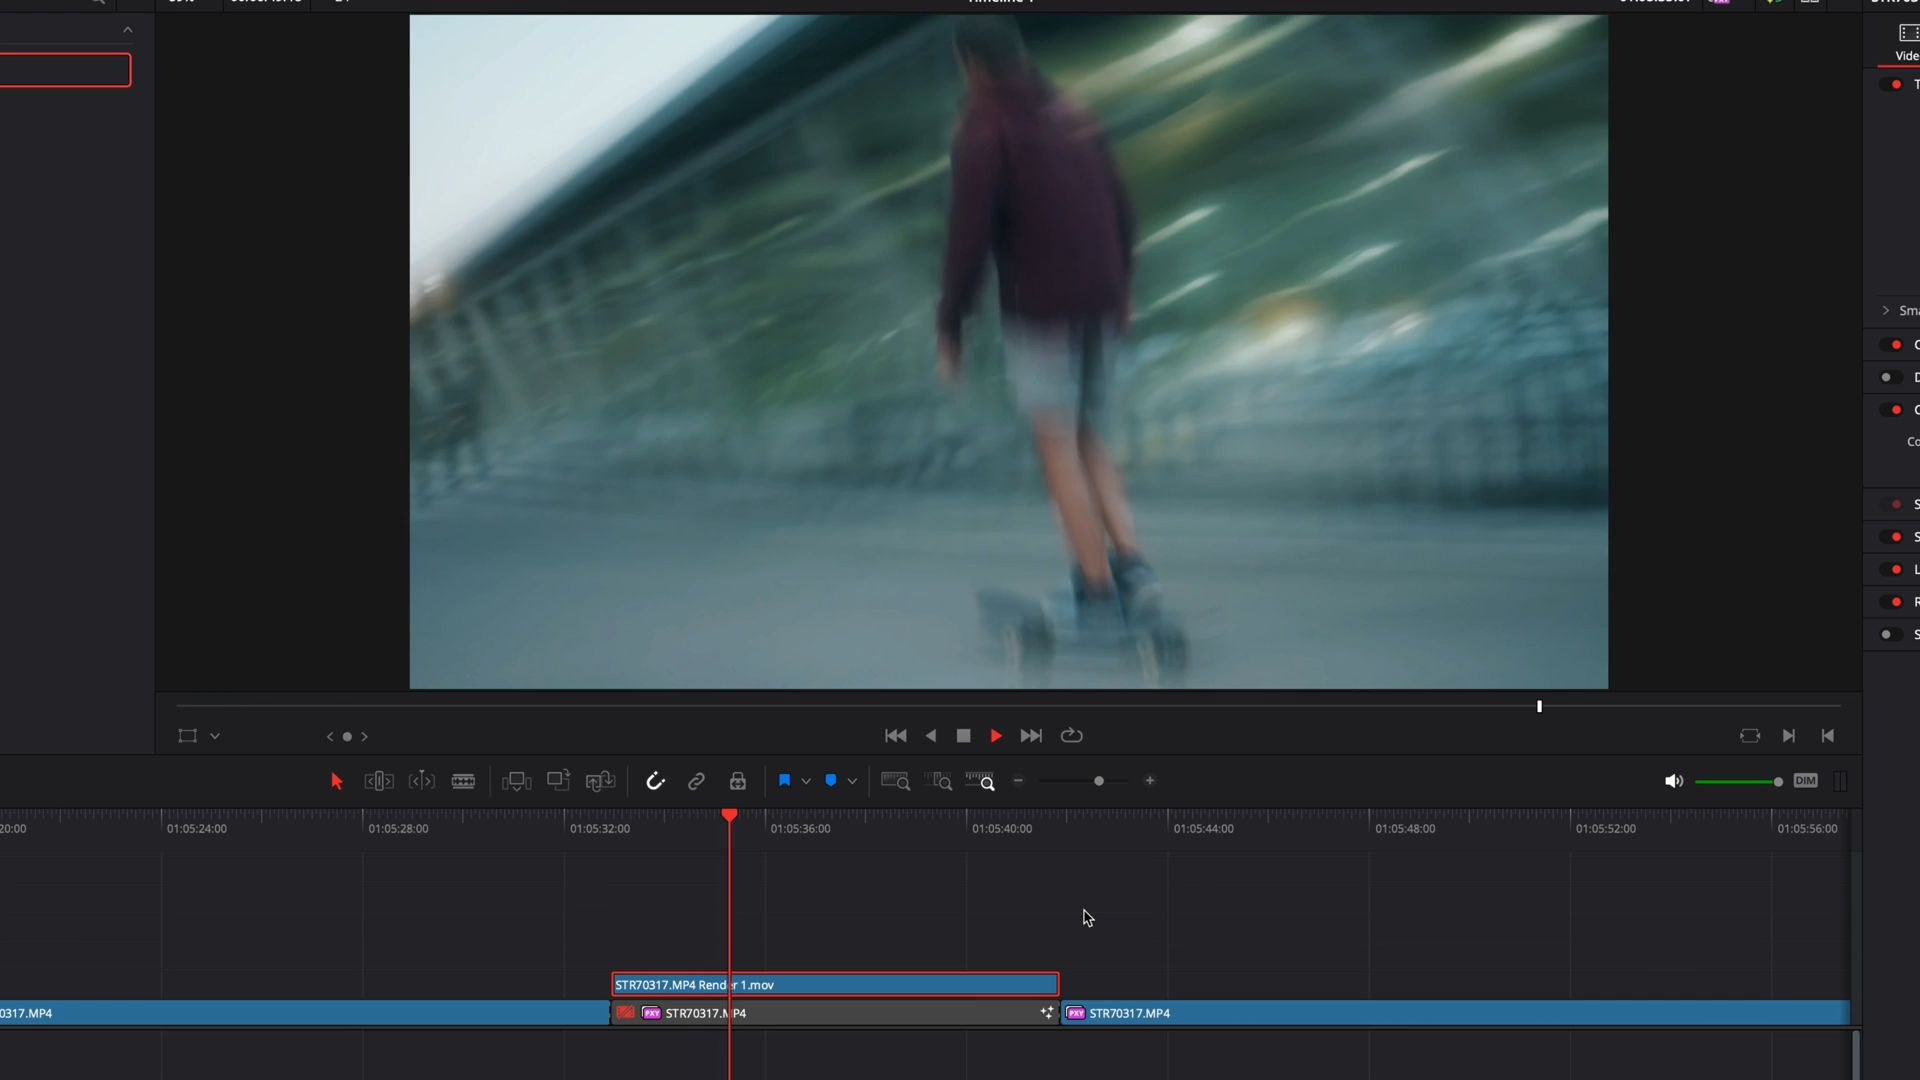 Vide
Sma
Co
DIM
20:00
01:05:24:00
01:05:28:00
01:05:32:00
01:05:36:00
01:05:40:00
01:05:44:00
01:05:48:00
01:05:52:00
01:05:56:00
STR70317.MP4 Render 1.mov
0317.MP4
PXY STR70317.MP4
PXY STR70317.MP4